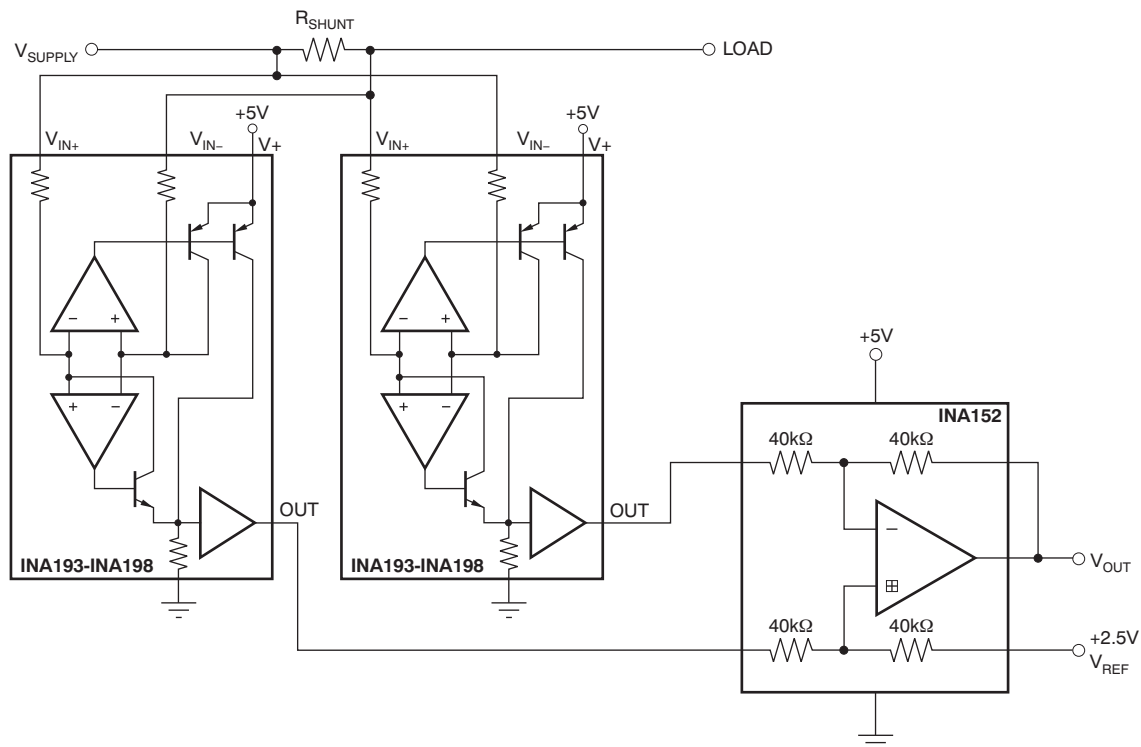 R_SHUNT
V_SUPPLY
LOAD
+5V
+5V
V_IN+
V_IN−
V+
V_IN+
V_IN−
V+
−
+
−
+
+
−
+
−
+5V
INA152
40kΩ
40kΩ
OUT
OUT
−
+
V_OUT
INA193-INA198
INA193-INA198
40kΩ
40kΩ
+2.5V
V_REF